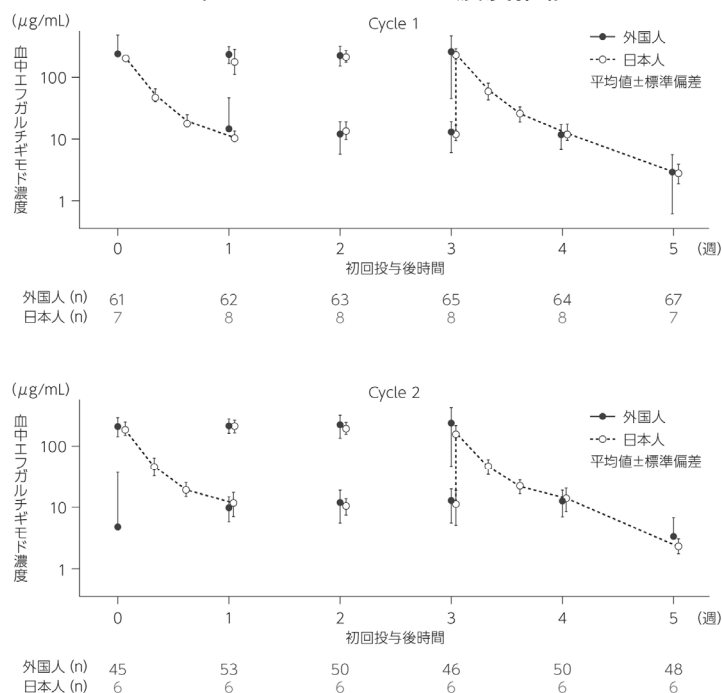 (μg/mL)
Cycle 1
血中エフガルチギモド濃度
100
10
1
外国人
日本人
平均値±標準偏差
0 1 2 3 4 5 (週)
初回投与後時間
外国人 (n) 61 62 63 65 64 67
日本人 (n) 7 8 8 8 8 7
(μg/mL)
Cycle 2
血中エフガルチギモド濃度
100
10
1
外国人
日本人
平均値±標準偏差
0 1 2 3 4 5 (週)
初回投与後時間
外国人 (n) 45 53 50 46 50 48
日本人 (n) 6 6 6 6 6 6